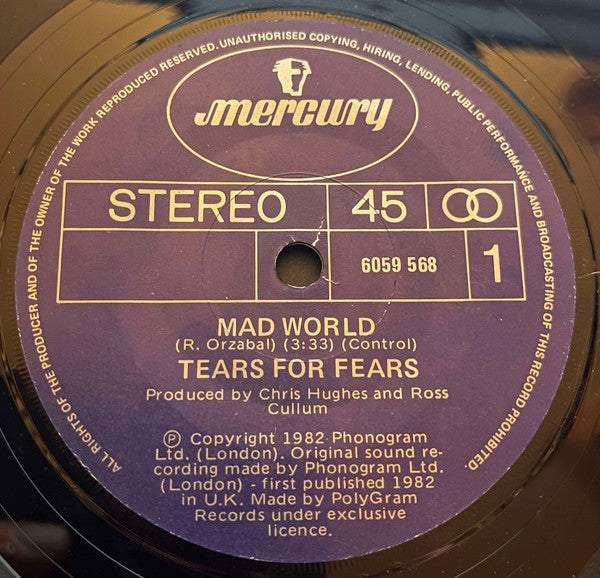 ALL RIGHTS OF THE PRODUCER AND OF THE OWNER OF THE WORK REPRODUCED RESERVED. UNAUTHORISED COPYING, HIRING, LENDING, PUBLIC PERFORMANCE AND BROADCASTING OF THIS RECORD PROHIBITED.
mercury
STEREO 45
6059 568 1
MAD WORLD
(R. Orzabal) (3:33) (Control)
TEARS FOR FEARS
Produced by Chris Hughes and Ross
Cullum
Ⓟ Copyright 1982 Phonogram
Ltd. (London). Original sound re-
cording made by Phonogram Ltd.
(London) - first published 1982
in U.K. Made by PolyGram
Records under exclusive
licence.